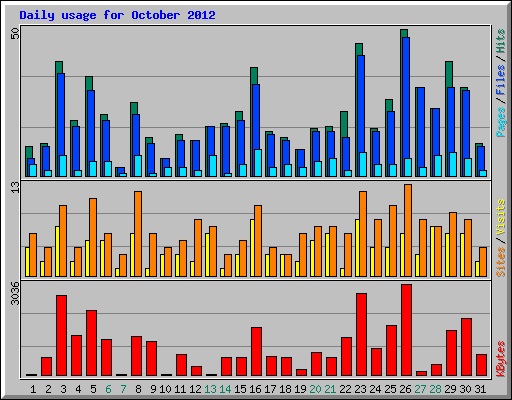 Daily usage for October 2012
50
Pages / Files / Hits
13
Sites / Visits
3036
KBytes
1 2 3 4 5 6 7 8 9 10 11 12 13 14 15 16 17 18 19 20 21 22 23 24 25 26 27 28 29 30 31